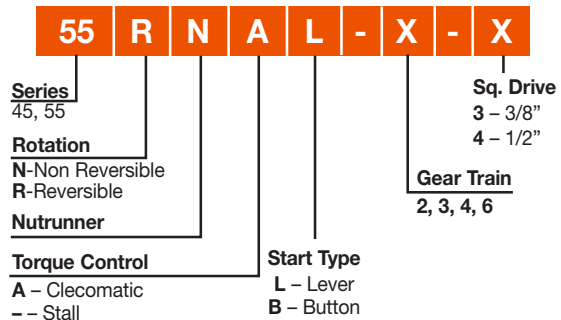 55 R N A L - X - X
Series
45, 55
Rotation
N-Non Reversible
R-Reversible
Nutrunner
Torque Control
A – Clecomatic
– – Stall
Start Type
L – Lever
B – Button
Gear Train
2, 3, 4, 6
Sq. Drive
3 – 3/8”
4 – 1/2”